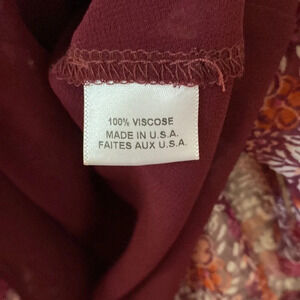 100% VISCOSE
MADE IN U.S.A.
FAITES AUX U.S.A.